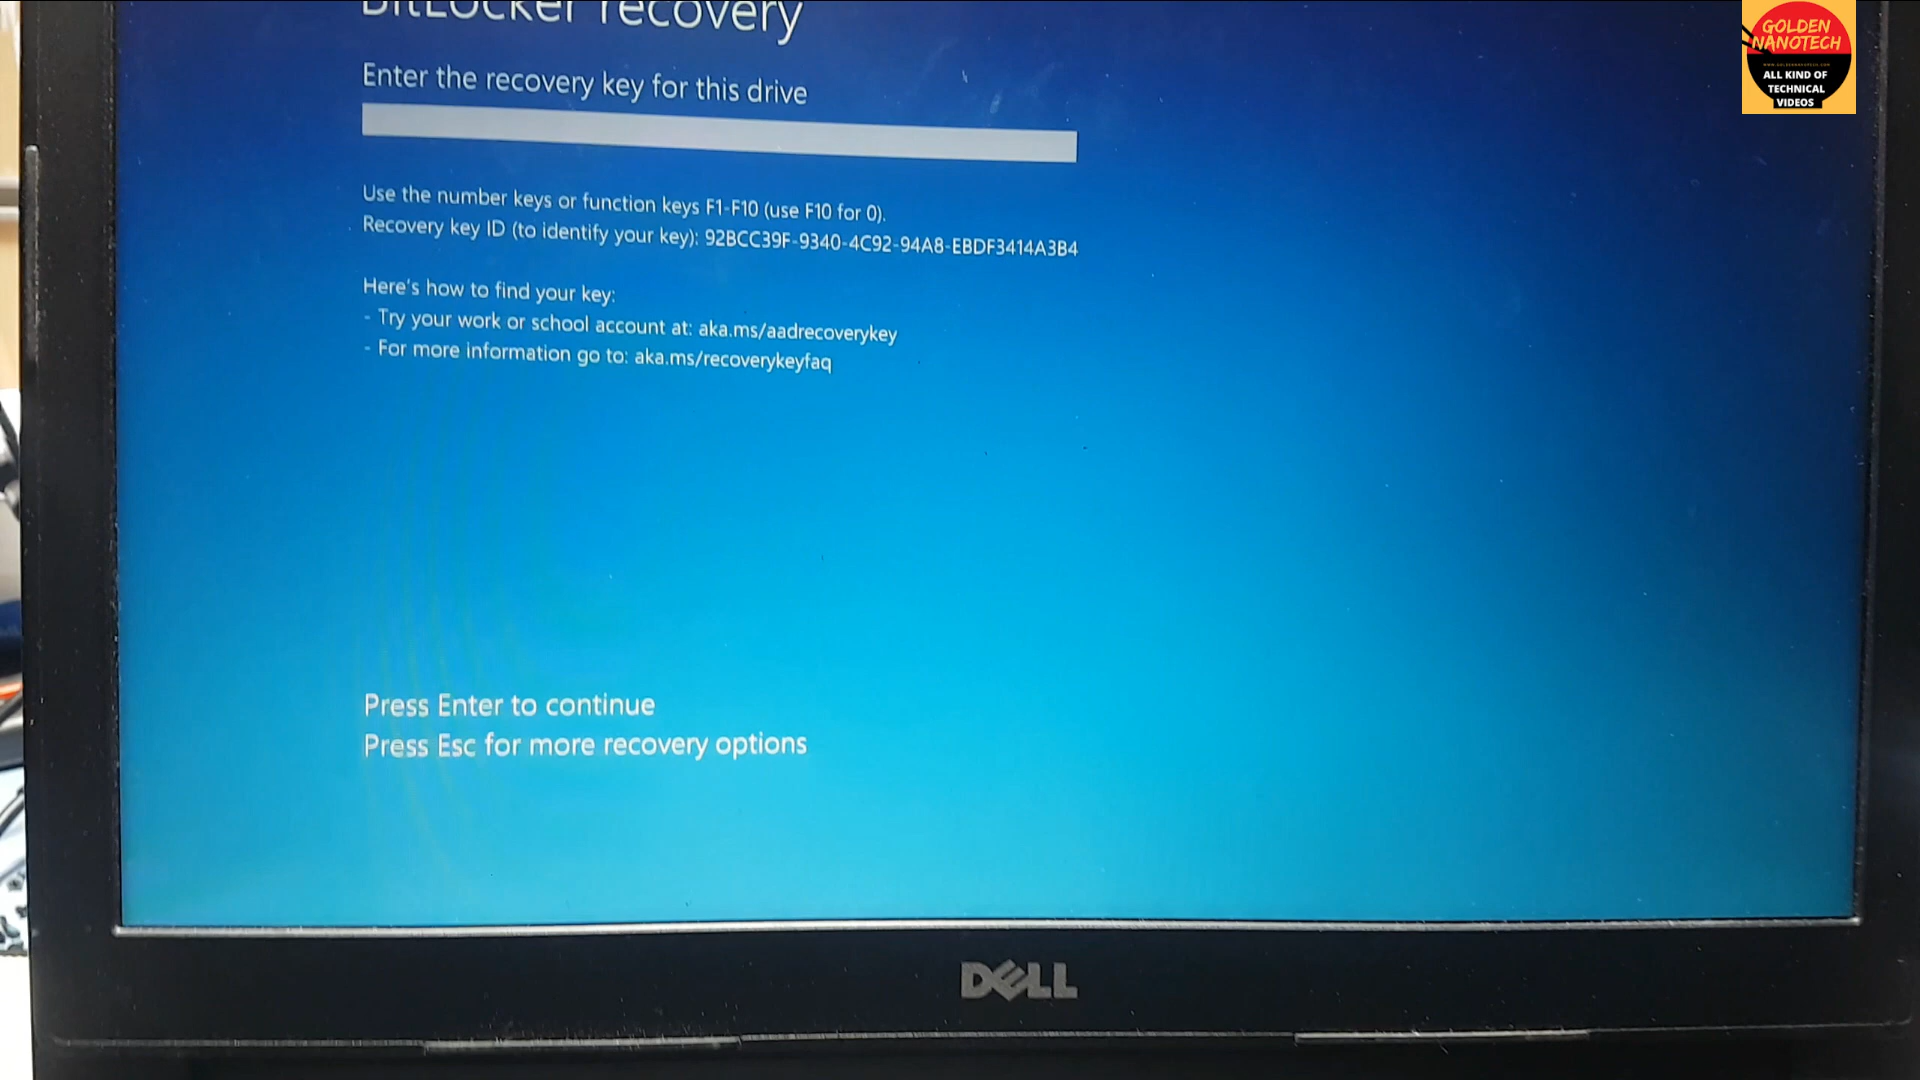 BitLocker recovery
Enter the recovery key for this drive
Use the number keys or function keys F1-F10 (use F10 for 0).
Recovery key ID (to identify your key): 92BCC39F-9340-4C92-94A8-EBDF3414A3B4
Here's how to find your key:
- Try your work or school account at: aka.ms/aadrecoverykey
- For more information go to: aka.ms/recoverykeyfaq
Press Enter to continue
Press Esc for more recovery options
DELL
GOLDEN
NANOTECH
ALL KIND OF
TECHNICAL
VIDEOS